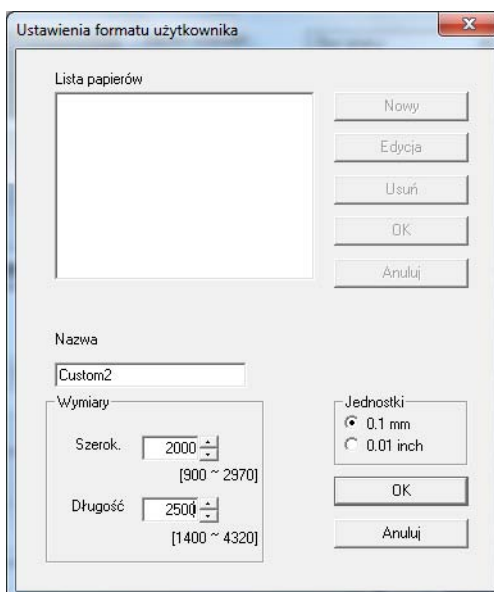 Ustawienia formatu użytkownika
Lista papierów
Nowy
Edycja
Usuń
OK
Anuluj
Nazwa
Custom2
Wymiary
Szerok. 2000
[900 ~ 2970]
Długość 2500
[1400 ~ 4320]
Jednostki
0.1 mm
0.01 inch
OK
Anuluj